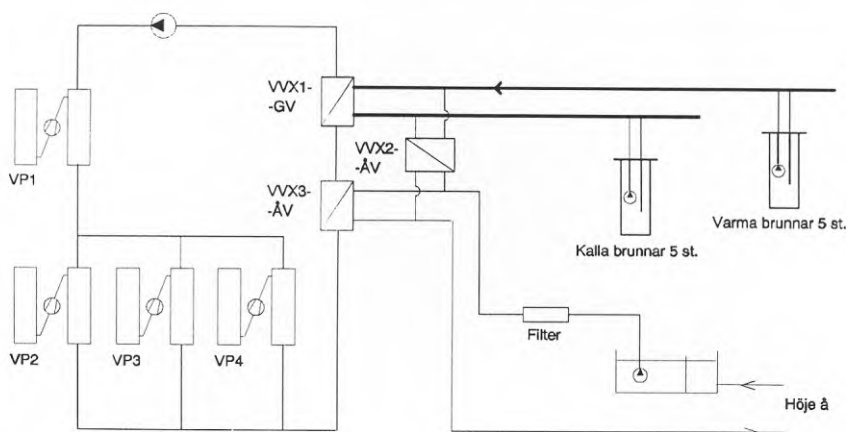 VVX1-
-GV
VP1
VVX2-
-ÅV
VVX3-
-ÅV
Varma brunnar 5 st.
Kalla brunnar 5 st.
VP2
VP3
VP4
Filter
Höje å